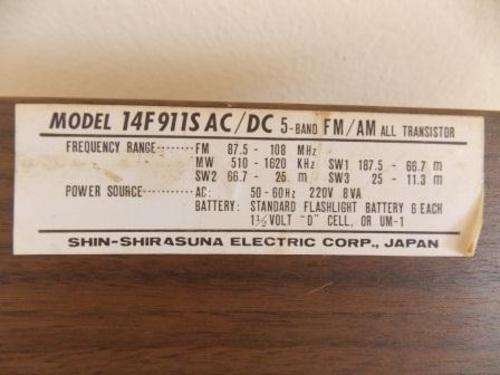 MODEL 14F911S AC/DC 5-BAND FM/AM ALL TRANSISTOR
FREQUENCY RANGE········ FM 87.5 - 108 MHz
MW 510 - 1620 KHz SW1 187.5 - 66.7 m
SW2 66.7 - 25 m SW3 25 - 11.3 m
POWER SOURCE·········· AC: 50-60Hz 220V 8VA
BATTERY: STANDARD FLASHLIGHT BATTERY 6 EACH
1½ VOLT "D" CELL, OR UM-1
SHIN-SHIRASUNA ELECTRIC CORP., JAPAN